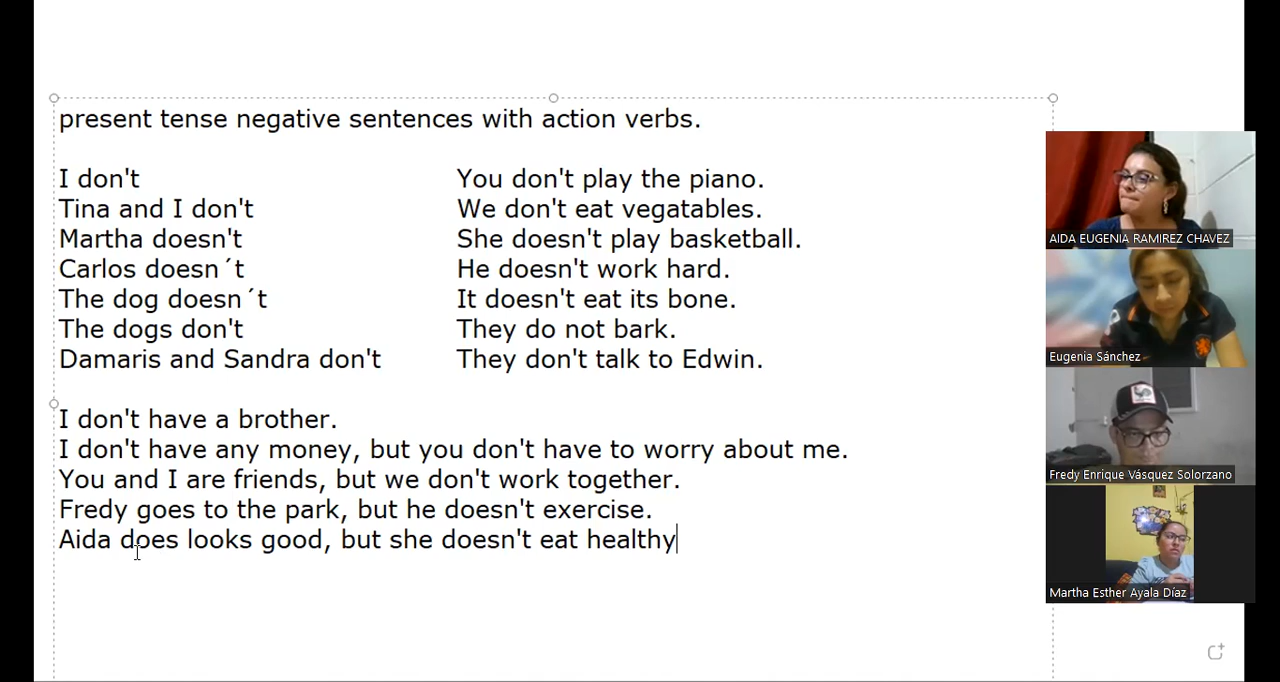 present tense negative sentences with action verbs.
I don't
Tina and I don't
Martha doesn't
Carlos doesn´t
The dog doesn´t
The dogs don't
Damaris and Sandra don't
You don't play the piano.
We don't eat vegatables.
She doesn't play basketball.
He doesn't work hard.
It doesn't eat its bone.
They do not bark.
They don't talk to Edwin.
I don't have a brother.
I don't have any money, but you don't have to worry about me.
You and I are friends, but we don't work together.
Fredy goes to the park, but he doesn't exercise.
Aida does looks good, but she doesn't eat healthy
AIDA EUGENIA RAMIREZ CHAVEZ
Eugenia Sánchez
Fredy Enrique Vásquez Solorzano
Martha Esther Ayala Díaz